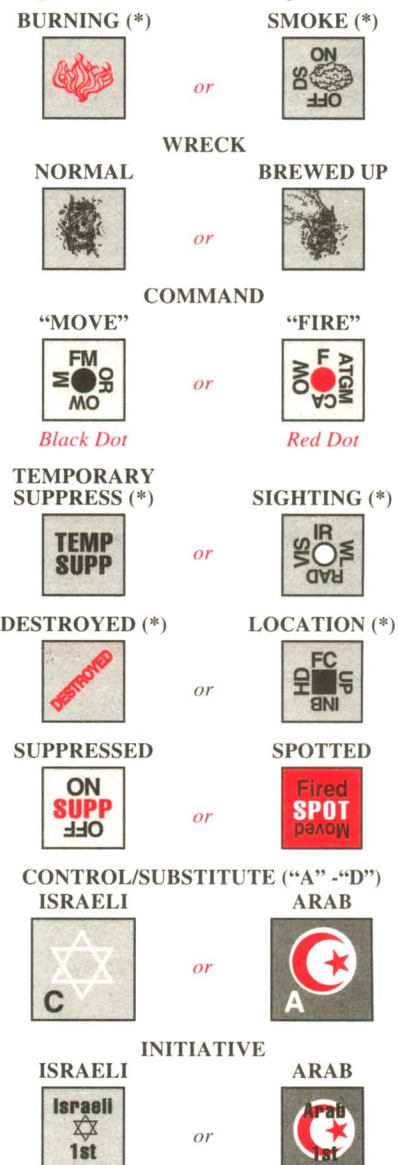 BURNING (*) SMOKE (*)
ON
DS
OFF
or
WRECK
NORMAL BREWED UP
or
COMMAND
“MOVE” “FIRE”
FM
OR
OW
M
or
F
ATGM
CA
OW
Black Dot Red Dot
TEMPORARY
SUPPRESS (*) SIGHTING (*)
TEMP
SUPP
or
IR
WL
RAD
VIS
DESTROYED (*) LOCATION (*)
DESTROYED
or
FC
UP
INB
HD
SUPPRESSED SPOTTED
ON
SUPP
OFF
or
Fired
SPOT
Moved
CONTROL/SUBSTITUTE (“A” -“D”)
ISRAELI ARAB
C
or
A
INITIATIVE
ISRAELI ARAB
Israeli
1st
or
Arab
1st